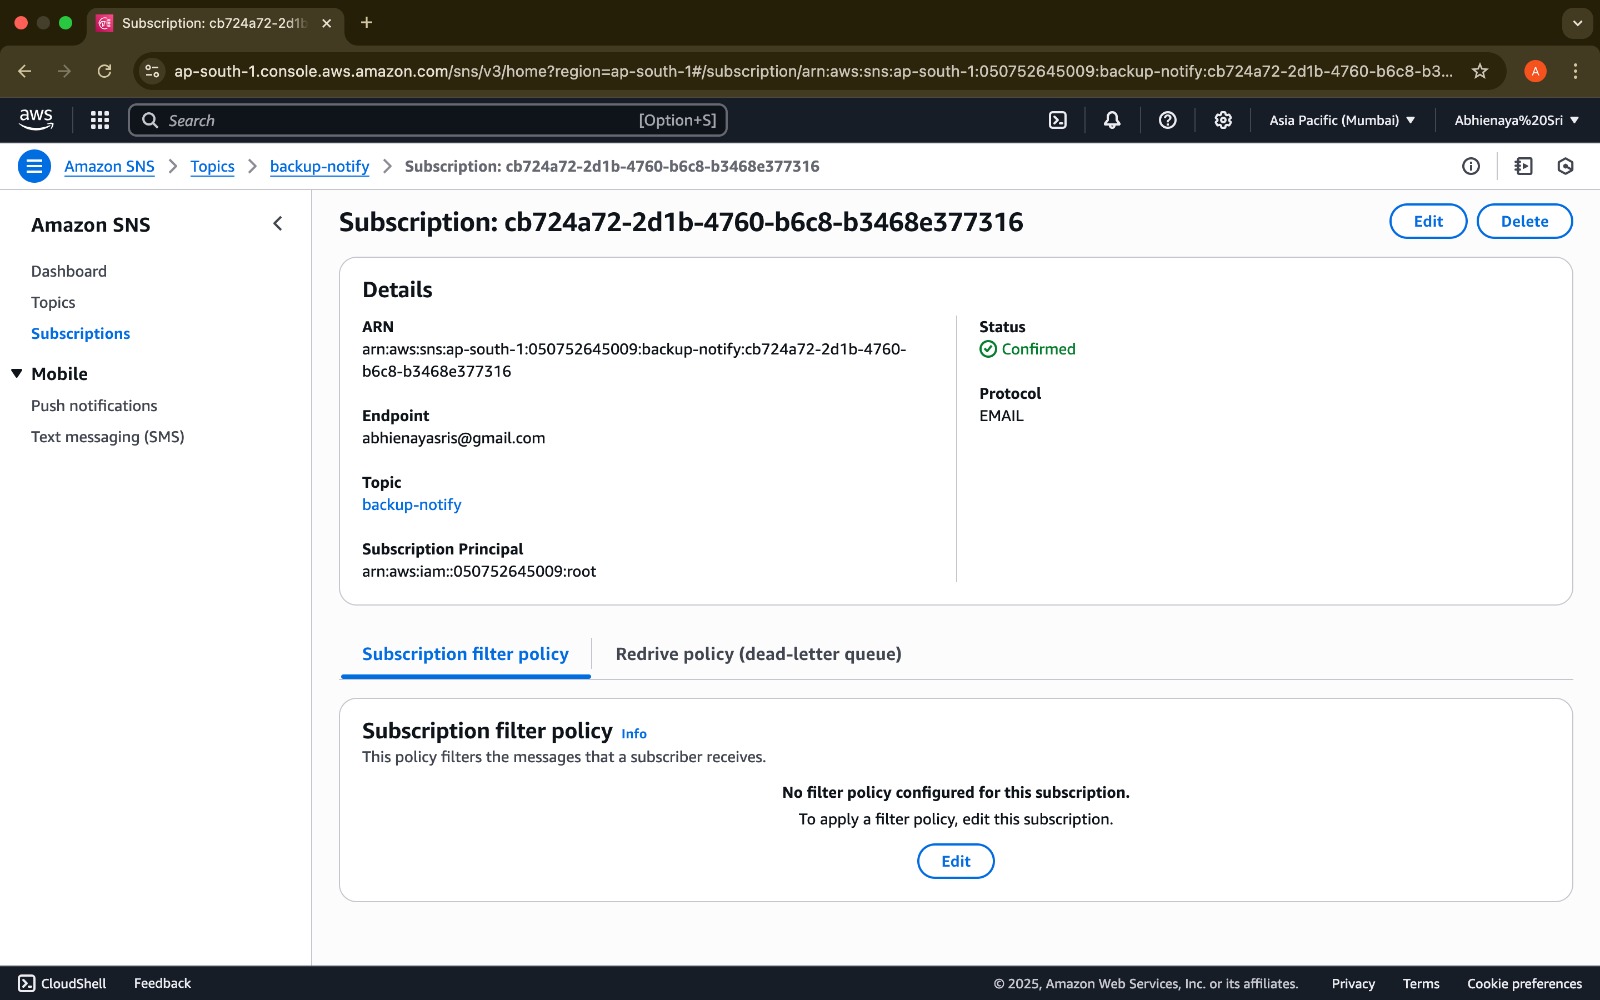 Subscription: cb724a72-2d1b
ap-south-1.console.aws.amazon.com/sns/v3/home?region=ap-south-1#/subscription/arn:aws:sns:ap-south-1:050752645009:backup-notify:cb724a72-2d1b-4760-b6c8-b3...
A
aws
Search
[Option+S]
Asia Pacific (Mumbai)
Abhienaya%20Sri
Amazon SNS
Topics
backup-notify
Subscription: cb724a72-2d1b-4760-b6c8-b3468e377316
Amazon SNS
Dashboard
Topics
Subscriptions
Mobile
Push notifications
Text messaging (SMS)
Subscription: cb724a72-2d1b-4760-b6c8-b3468e377316
Edit
Delete
Details
ARN
arn:aws:sns:ap-south-1:050752645009:backup-notify:cb724a72-2d1b-4760-
b6c8-b3468e377316
Endpoint
abhienayasris@gmail.com
Topic
backup-notify
Subscription Principal
arn:aws:iam::050752645009:root
Status
Confirmed
Protocol
EMAIL
Subscription filter policy
Redrive policy (dead-letter queue)
Subscription filter policy Info
This policy filters the messages that a subscriber receives.
No filter policy configured for this subscription.
To apply a filter policy, edit this subscription.
Edit
CloudShell
Feedback
© 2025, Amazon Web Services, Inc. or its affiliates.
Privacy
Terms
Cookie preferences